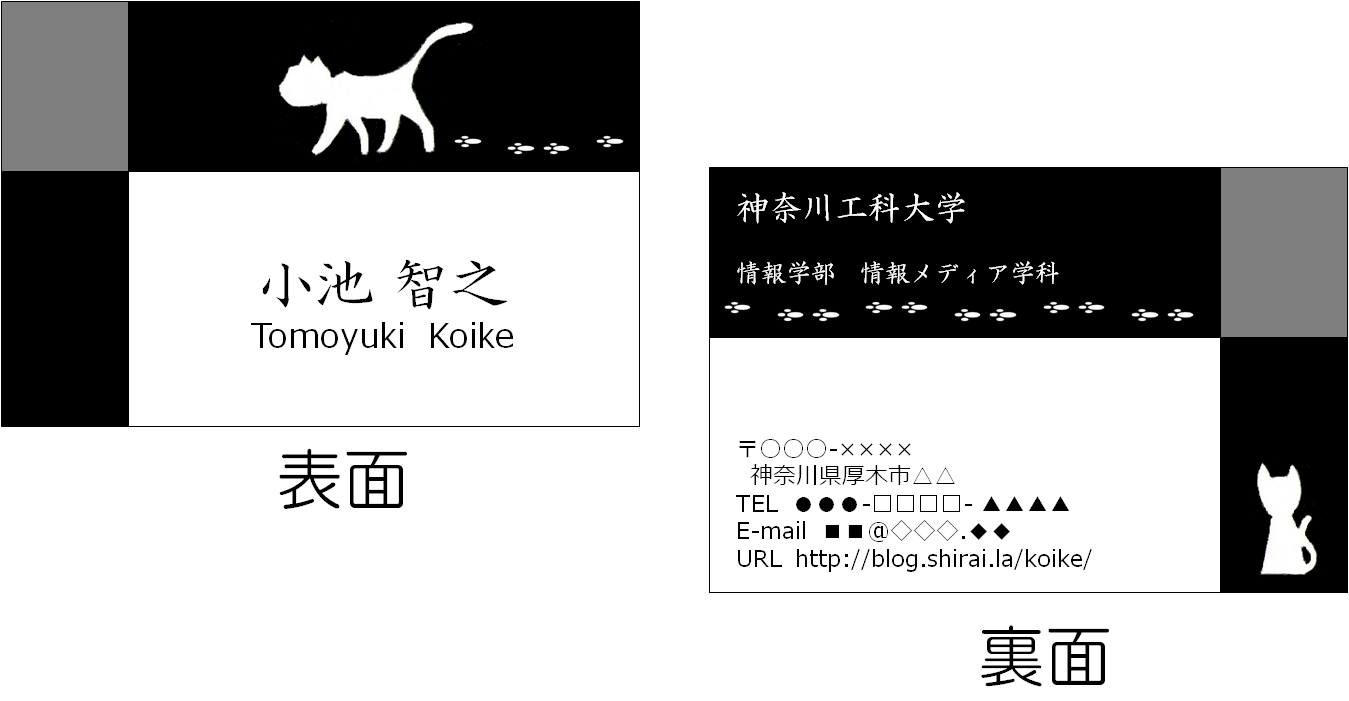 小池 智之
Tomoyuki Koike
表面
神奈川工科大学
情報学部　情報メディア学科
〒○○○-××××
神奈川県厚木市△△
TEL ●●●-□□□□-▲▲▲▲
E-mail ■■@◇◇◇.◆◆
URL http://blog.shirai.la/koike/
裏面